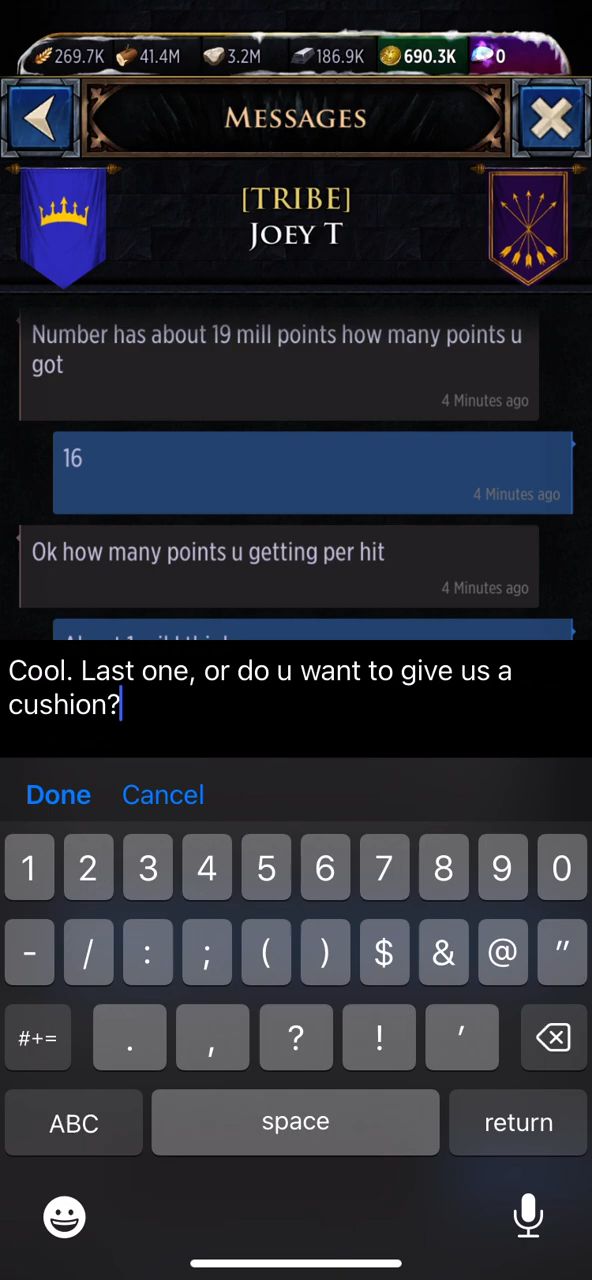 269.7K 41.4M 3.2M 186.9K 690.3K 0
MESSAGES
[TRIBE]
JOEY T
Number has about 19 mill points how many points u
got
4 Minutes ago
16
4 Minutes ago
Ok how many points u getting per hit
4 Minutes ago
Cool. Last one, or do u want to give us a
cushion?
Done Cancel
1 2 3 4 5 6 7 8 9 0
- / : ; ( ) $ & @ "
#+= . , ? ! '
ABC space return